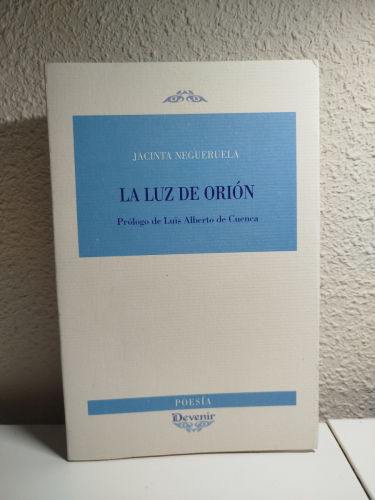 JACINTA NEGUERUELA
LA LUZ DE ORIÓN
Prólogo de Luis Alberto de Cuenca
POESÍA
Devenir